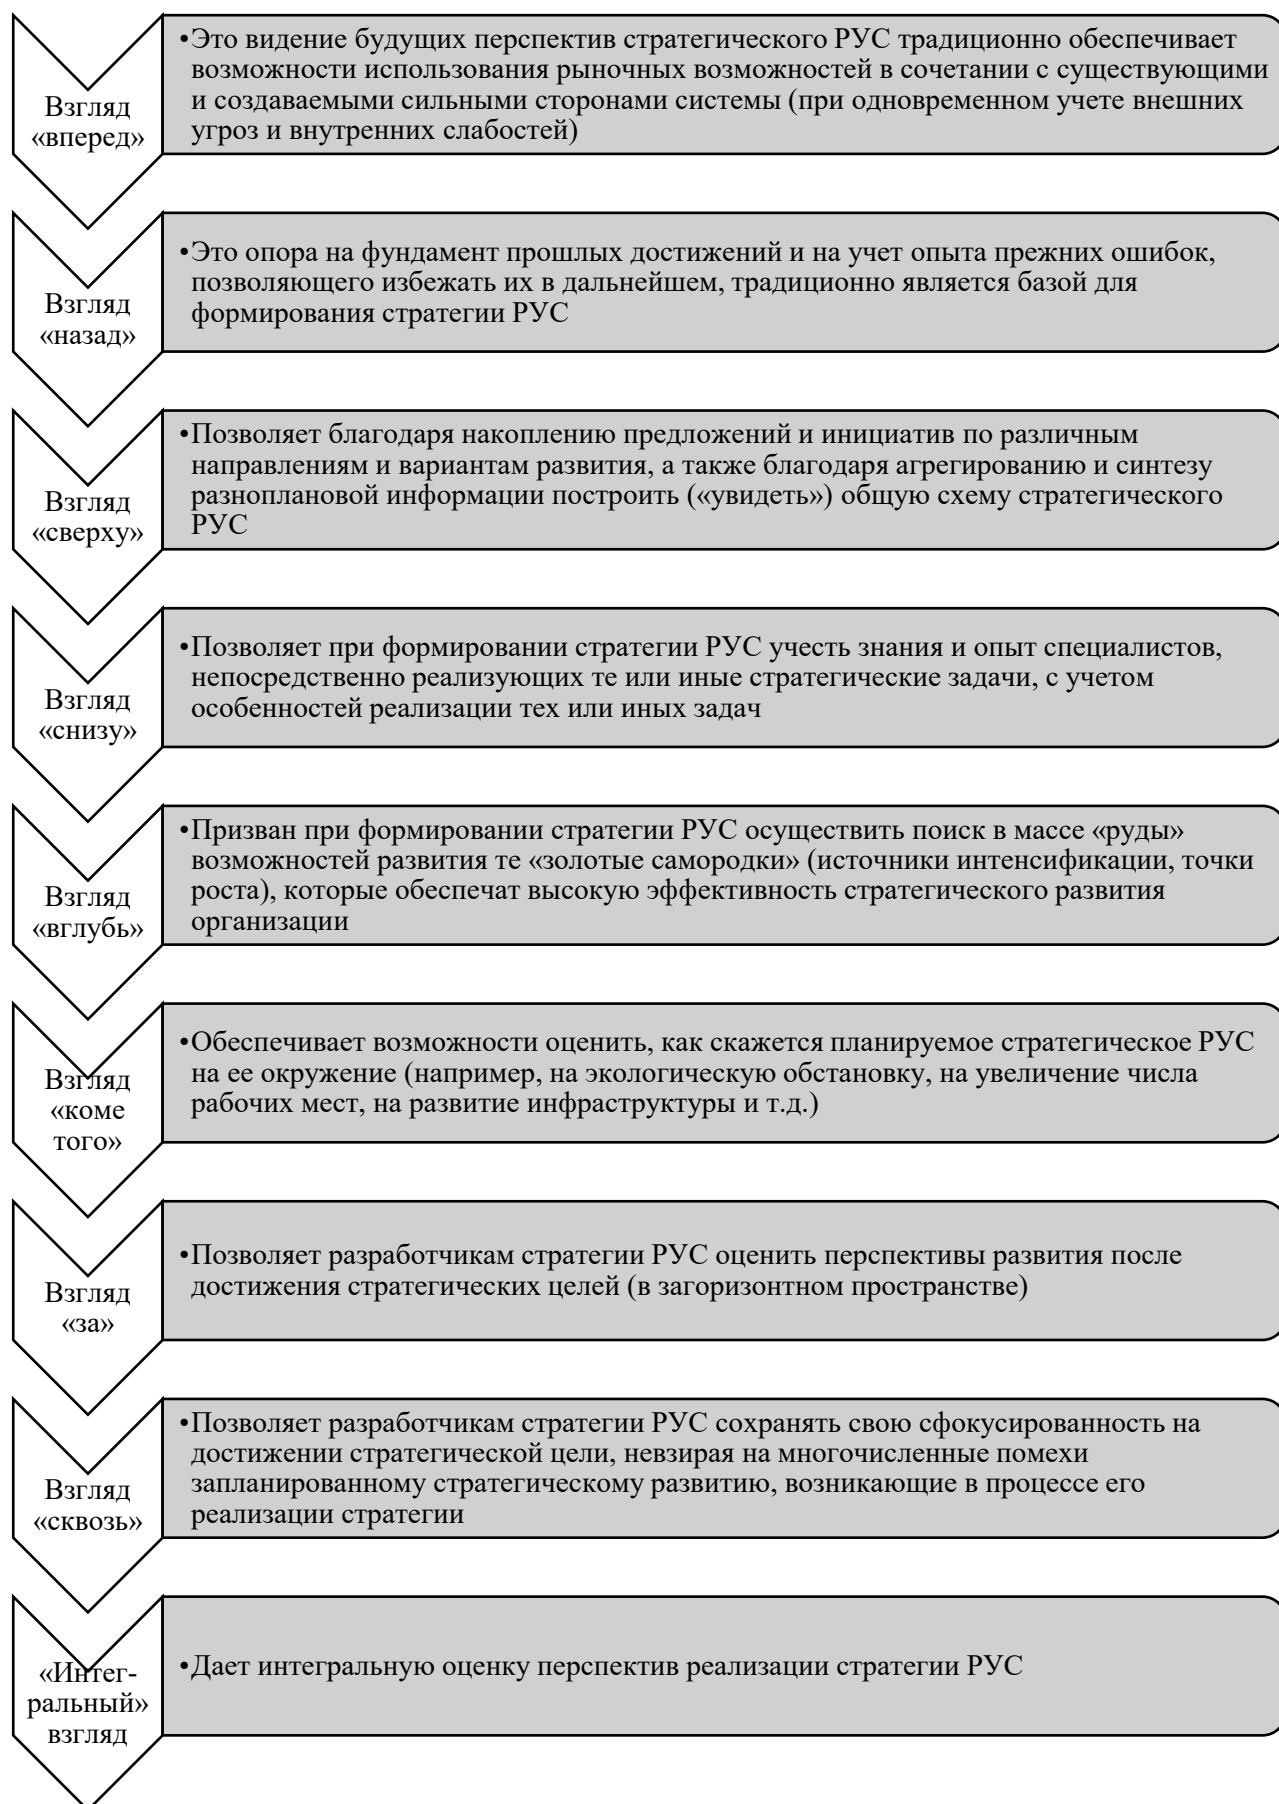 Взгляд
«вперед»
•Это видение будущих перспектив стратегического РУС традиционно обеспечивает
возможности использования рыночных возможностей в сочетании с существующими
и создаваемыми сильными сторонами системы (при одновременном учете внешних
угроз и внутренних слабостей)
Взгляд
«назад»
•Это опора на фундамент прошлых достижений и на учет опыта прежних ошибок,
позволяющего избежать их в дальнейшем, традиционно является базой для
формирования стратегии РУС
Взгляд
«сверху»
•Позволяет благодаря накоплению предложений и инициатив по различным
направлениям и вариантам развития, а также благодаря агрегированию и синтезу
разноплановой информации построить («увидеть») общую схему стратегического
РУС
Взгляд
«снизу»
•Позволяет при формировании стратегии РУС учесть знания и опыт специалистов,
непосредственно реализующих те или иные стратегические задачи, с учетом
особенностей реализации тех или иных задач
Взгляд
«вглубь»
•Призван при формировании стратегии РУС осуществить поиск в массе «руды»
возможностей развития те «золотые самородки» (источники интенсификации, точки
роста), которые обеспечат высокую эффективность стратегического развития
организации
Взгляд
«коме
того»
•Обеспечивает возможности оценить, как скажется планируемое стратегическое РУС
на ее окружение (например, на экологическую обстановку, на увеличение числа
рабочих мест, на развитие инфраструктуры и т.д.)
Взгляд
«за»
•Позволяет разработчикам стратегии РУС оценить перспективы развития после
достижения стратегических целей (в загоризонтном пространстве)
Взгляд
«сквозь»
•Позволяет разработчикам стратегии РУС сохранять свою сфокусированность на
достижении стратегической цели, невзирая на многочисленные помехи
запланированному стратегическому развитию, возникающие в процессе его
реализации стратегии
«Интег-
ральный»
взгляд
•Дает интегральную оценку перспектив реализации стратегии РУС